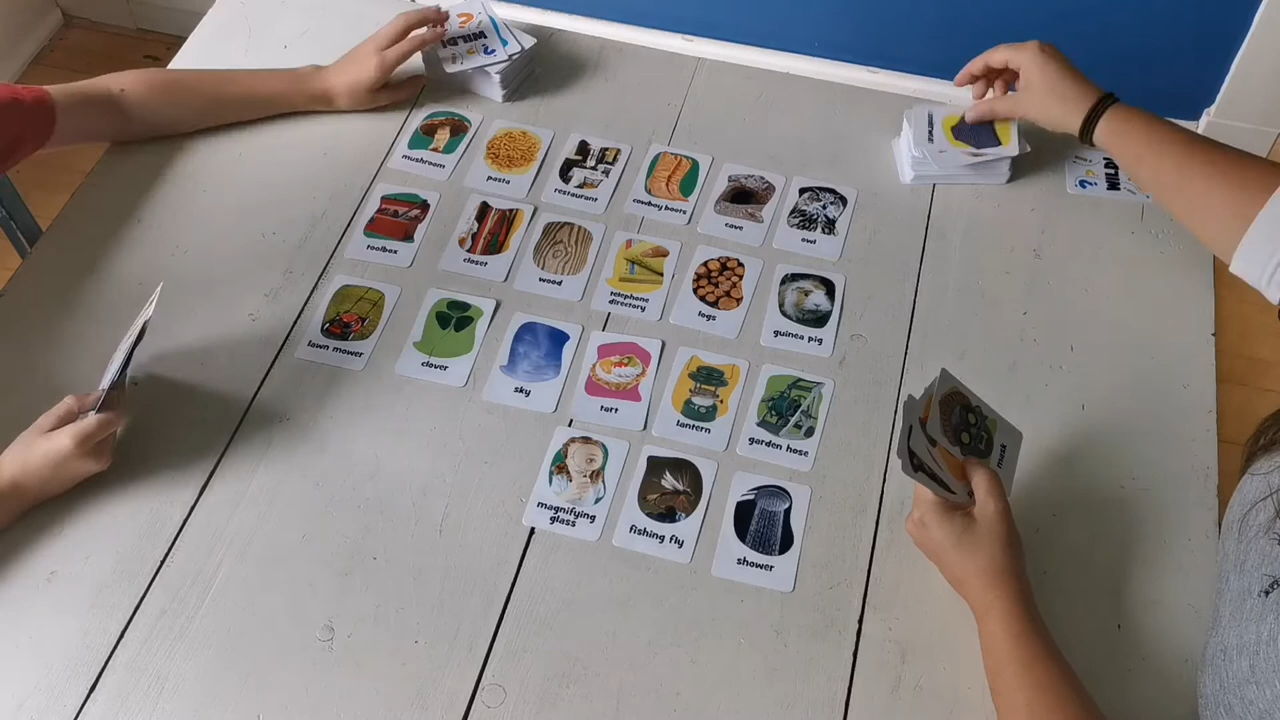 WILD!
WILD!
mushroom
pasta
restaurant
cowboy boots
cave
owl
toolbox
closet
wood
telephone
directory
logs
guinea pig
lawn mower
clover
sky
tart
lantern
garden hose
magnifying
glass
fishing fly
shower
mask